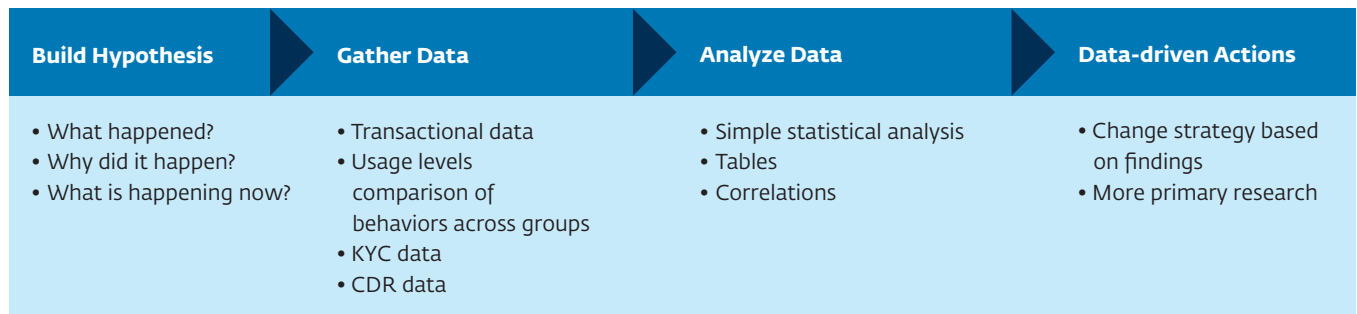 Build Hypothesis
• What happened?
• Why did it happen?
• What is happening now?
Gather Data
• Transactional data
• Usage levels
comparison of
behaviors across groups
• KYC data
• CDR data
Analyze Data
• Simple statistical analysis
• Tables
• Correlations
Data-driven Actions
• Change strategy based
on findings
• More primary research